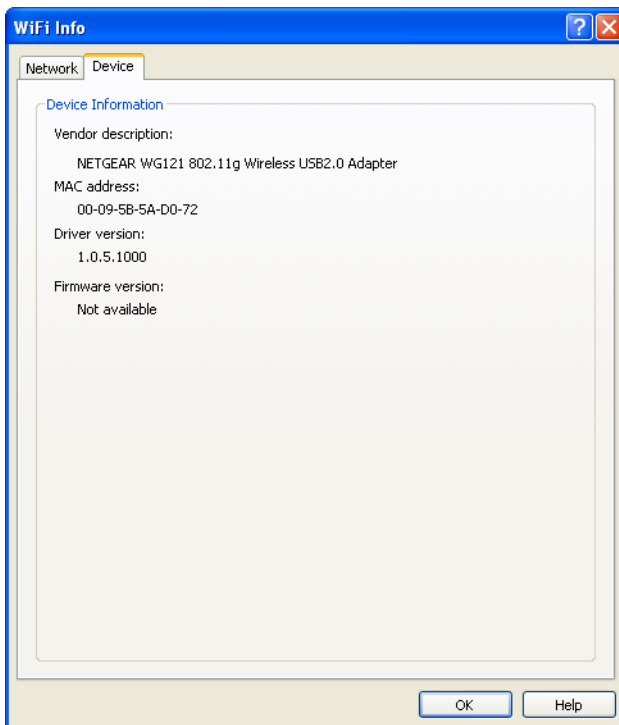 WiFi Info
Network Device
Device Information
Vendor description:
NETGEAR WG121 802.11g Wireless USB2.0 Adapter
MAC address:
00-09-5B-5A-D0-72
Driver version:
1.0.5.1000
Firmware version:
Not available
OK Help